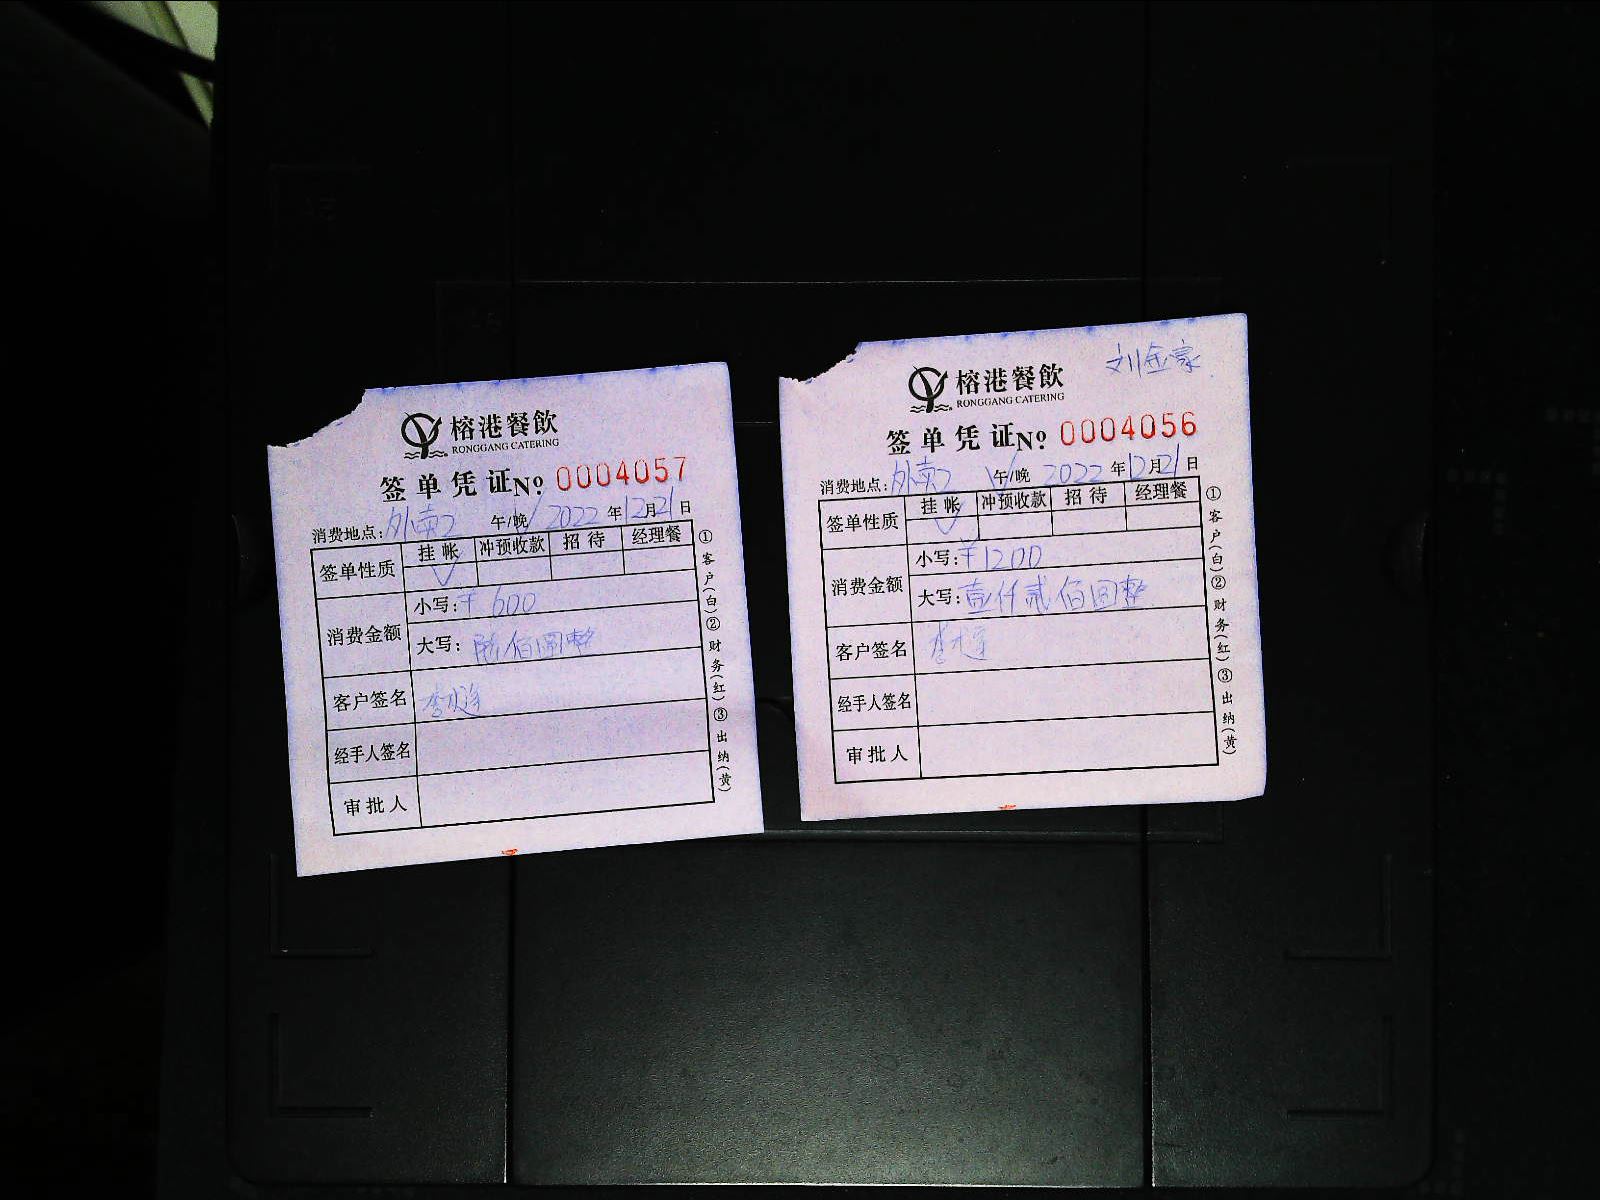 榕港餐飲
RONGGANG CATERING
签单凭证№ 0004057
消费地点: 外卖2 午/晚 √ 2022 年 12 月 21 日
签单性质 挂帐 冲预收款 招待 经理餐
√
消费金额
小写: ¥ 600
大写: 陆佰圆整
客户签名
经手人签名
审批人
①客户(白)②财务(红)③出纳(黄)
刘金豪
榕港餐飲
RONGGANG CATERING
签单凭证№ 0004056
消费地点: 外卖2 √ 午/晚 2022 年 12 月 21 日
签单性质 挂帐 冲预收款 招待 经理餐
√
消费金额
小写: ¥1200
大写: 壹仟贰佰圆整
客户签名
经手人签名
审批人
①客户(白)②财务(红)③出纳(黄)